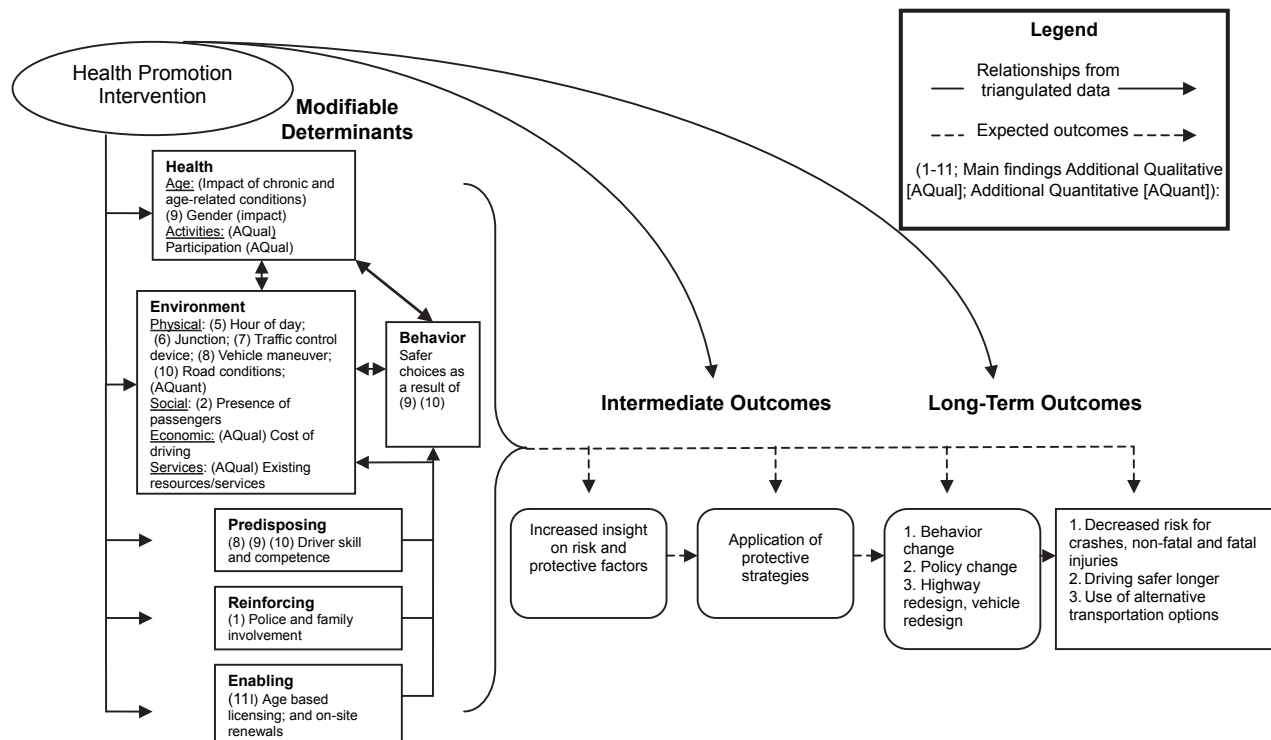 Health Promotion
Intervention
Modifiable
Determinants
Health
Age: (Impact of chronic and
age-related conditions)
(9) Gender (impact)
Activities: (AQual)
Participation (AQual)
Environment
Physical: (5) Hour of day;
(6) Junction; (7) Traffic control
device; (8) Vehicle maneuver;
(10) Road conditions;
(AQuant)
Social: (2) Presence of
passengers
Economic: (AQual) Cost of
driving
Services: (AQual) Existing
resources/services
Behavior
Safer
choices as
a result of
(9) (10)
Predisposing
(8) (9) (10) Driver skill
and competence
Reinforcing
(1) Police and family
involvement
Enabling
(11l) Age based
licensing; and on-site
renewals
Intermediate Outcomes
Increased insight
on risk and
protective factors
Application of
protective
strategies
Long-Term Outcomes
1. Behavior
change
2. Policy change
3. Highway
redesign, vehicle
redesign
1. Decreased risk for
crashes, non-fatal and fatal
injuries
2. Driving safer longer
3. Use of alternative
transportation options
Legend
Relationships from
triangulated data
Expected outcomes
(1-11; Main findings Additional Qualitative
[AQual]; Additional Quantitative [AQuant]):